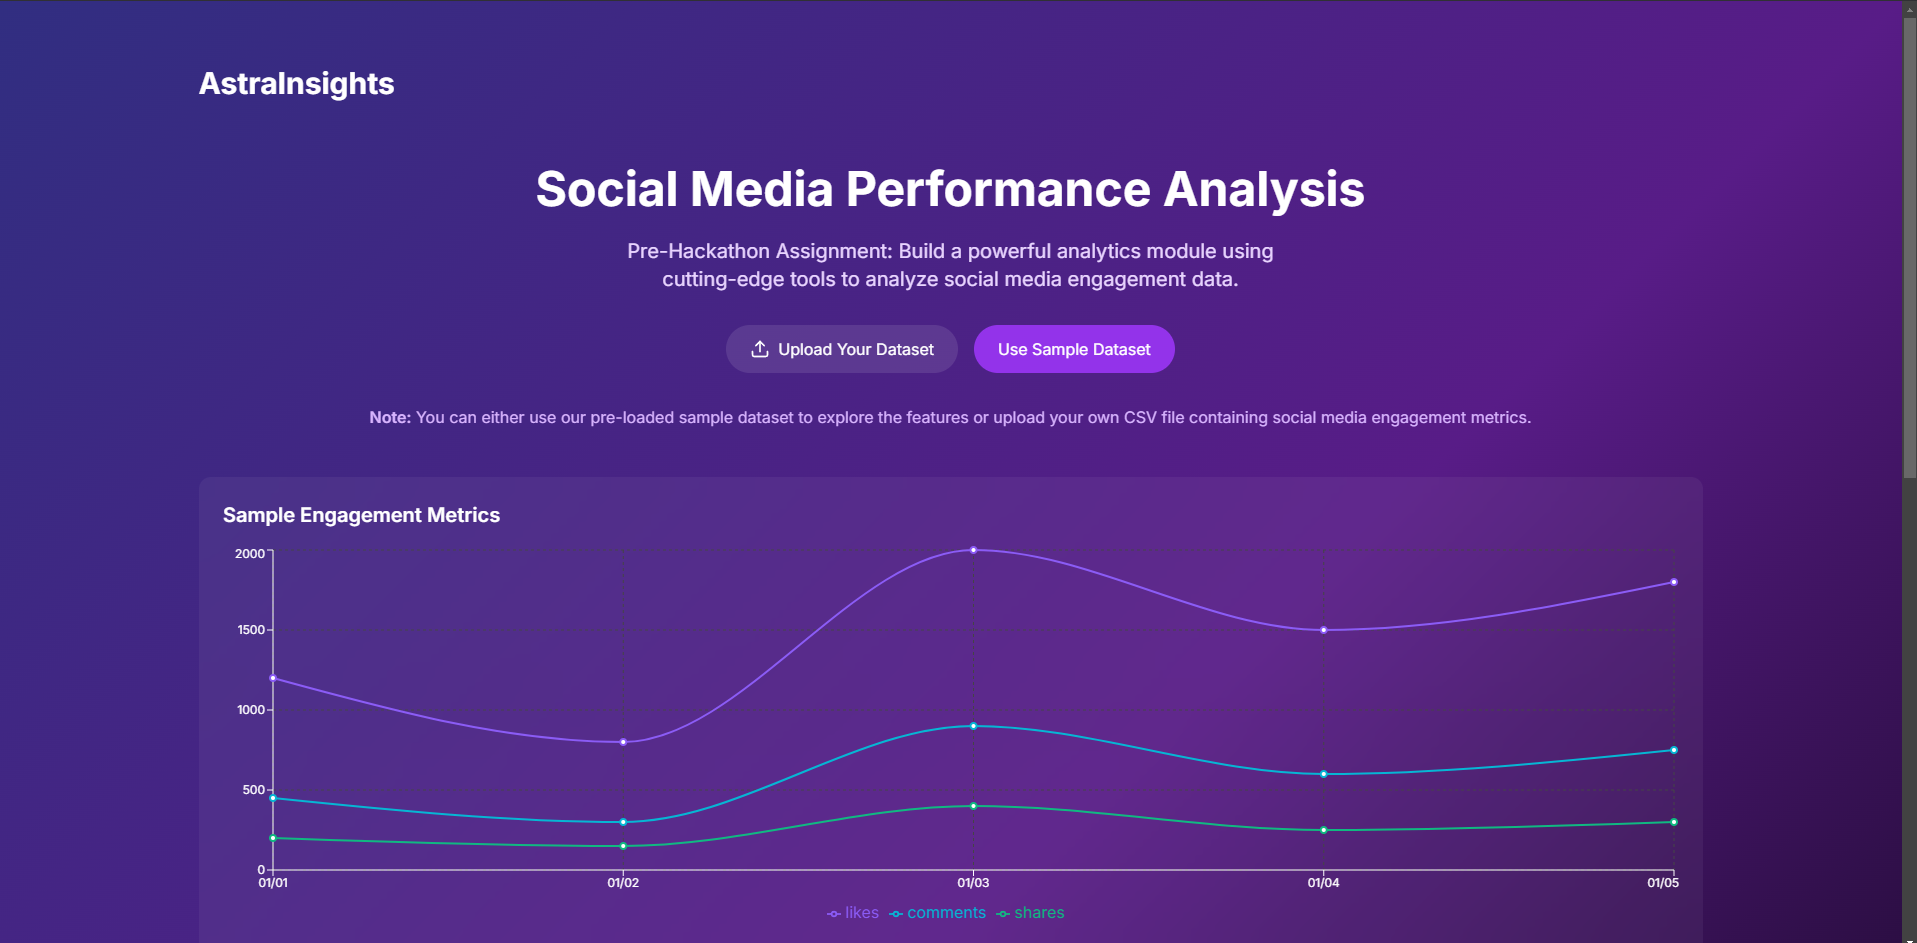 AstraInsights
Social Media Performance Analysis
Pre-Hackathon Assignment: Build a powerful analytics module using
cutting-edge tools to analyze social media engagement data.
Upload Your Dataset
Use Sample Dataset
Note: You can either use our pre-loaded sample dataset to explore the features or upload your own CSV file containing social media engagement metrics.
Sample Engagement Metrics
2000
1500
1000
500
0
01/01 01/02 01/03 01/04 01/05
likes comments shares